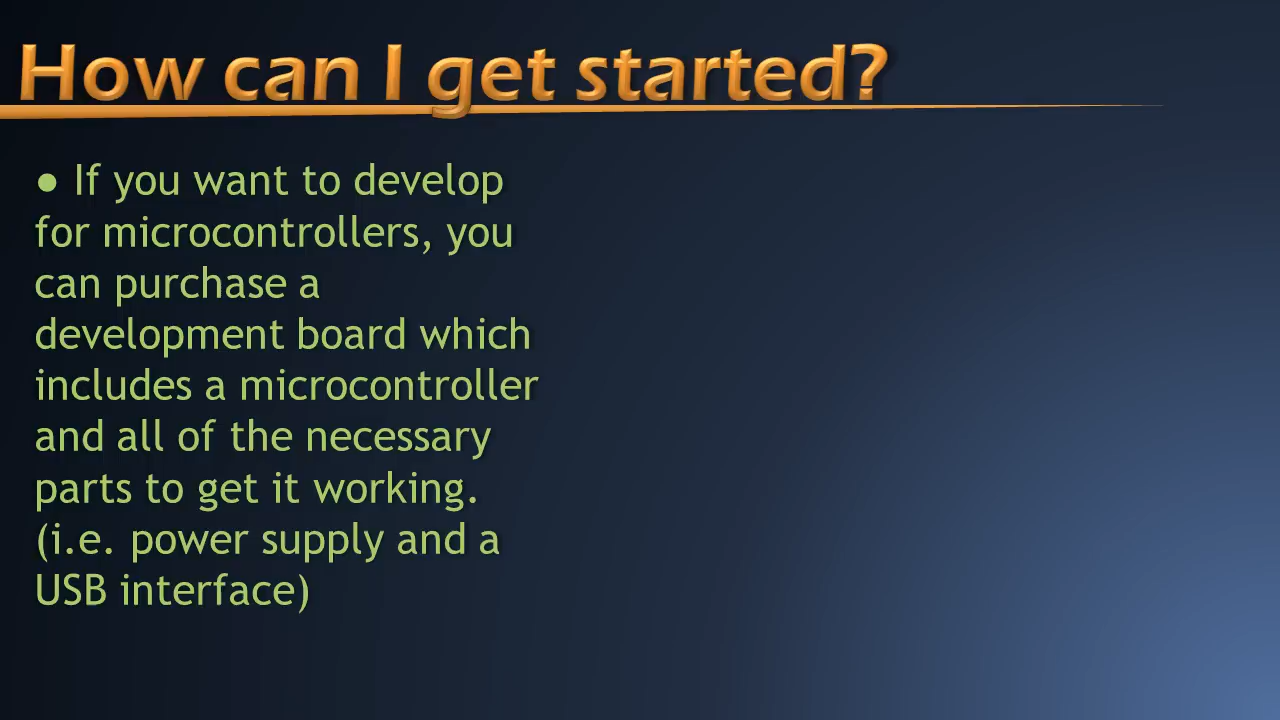 How can I get started?
● If you want to develop
for microcontrollers, you
can purchase a
development board which
includes a microcontroller
and all of the necessary
parts to get it working.
(i.e. power supply and a
USB interface)